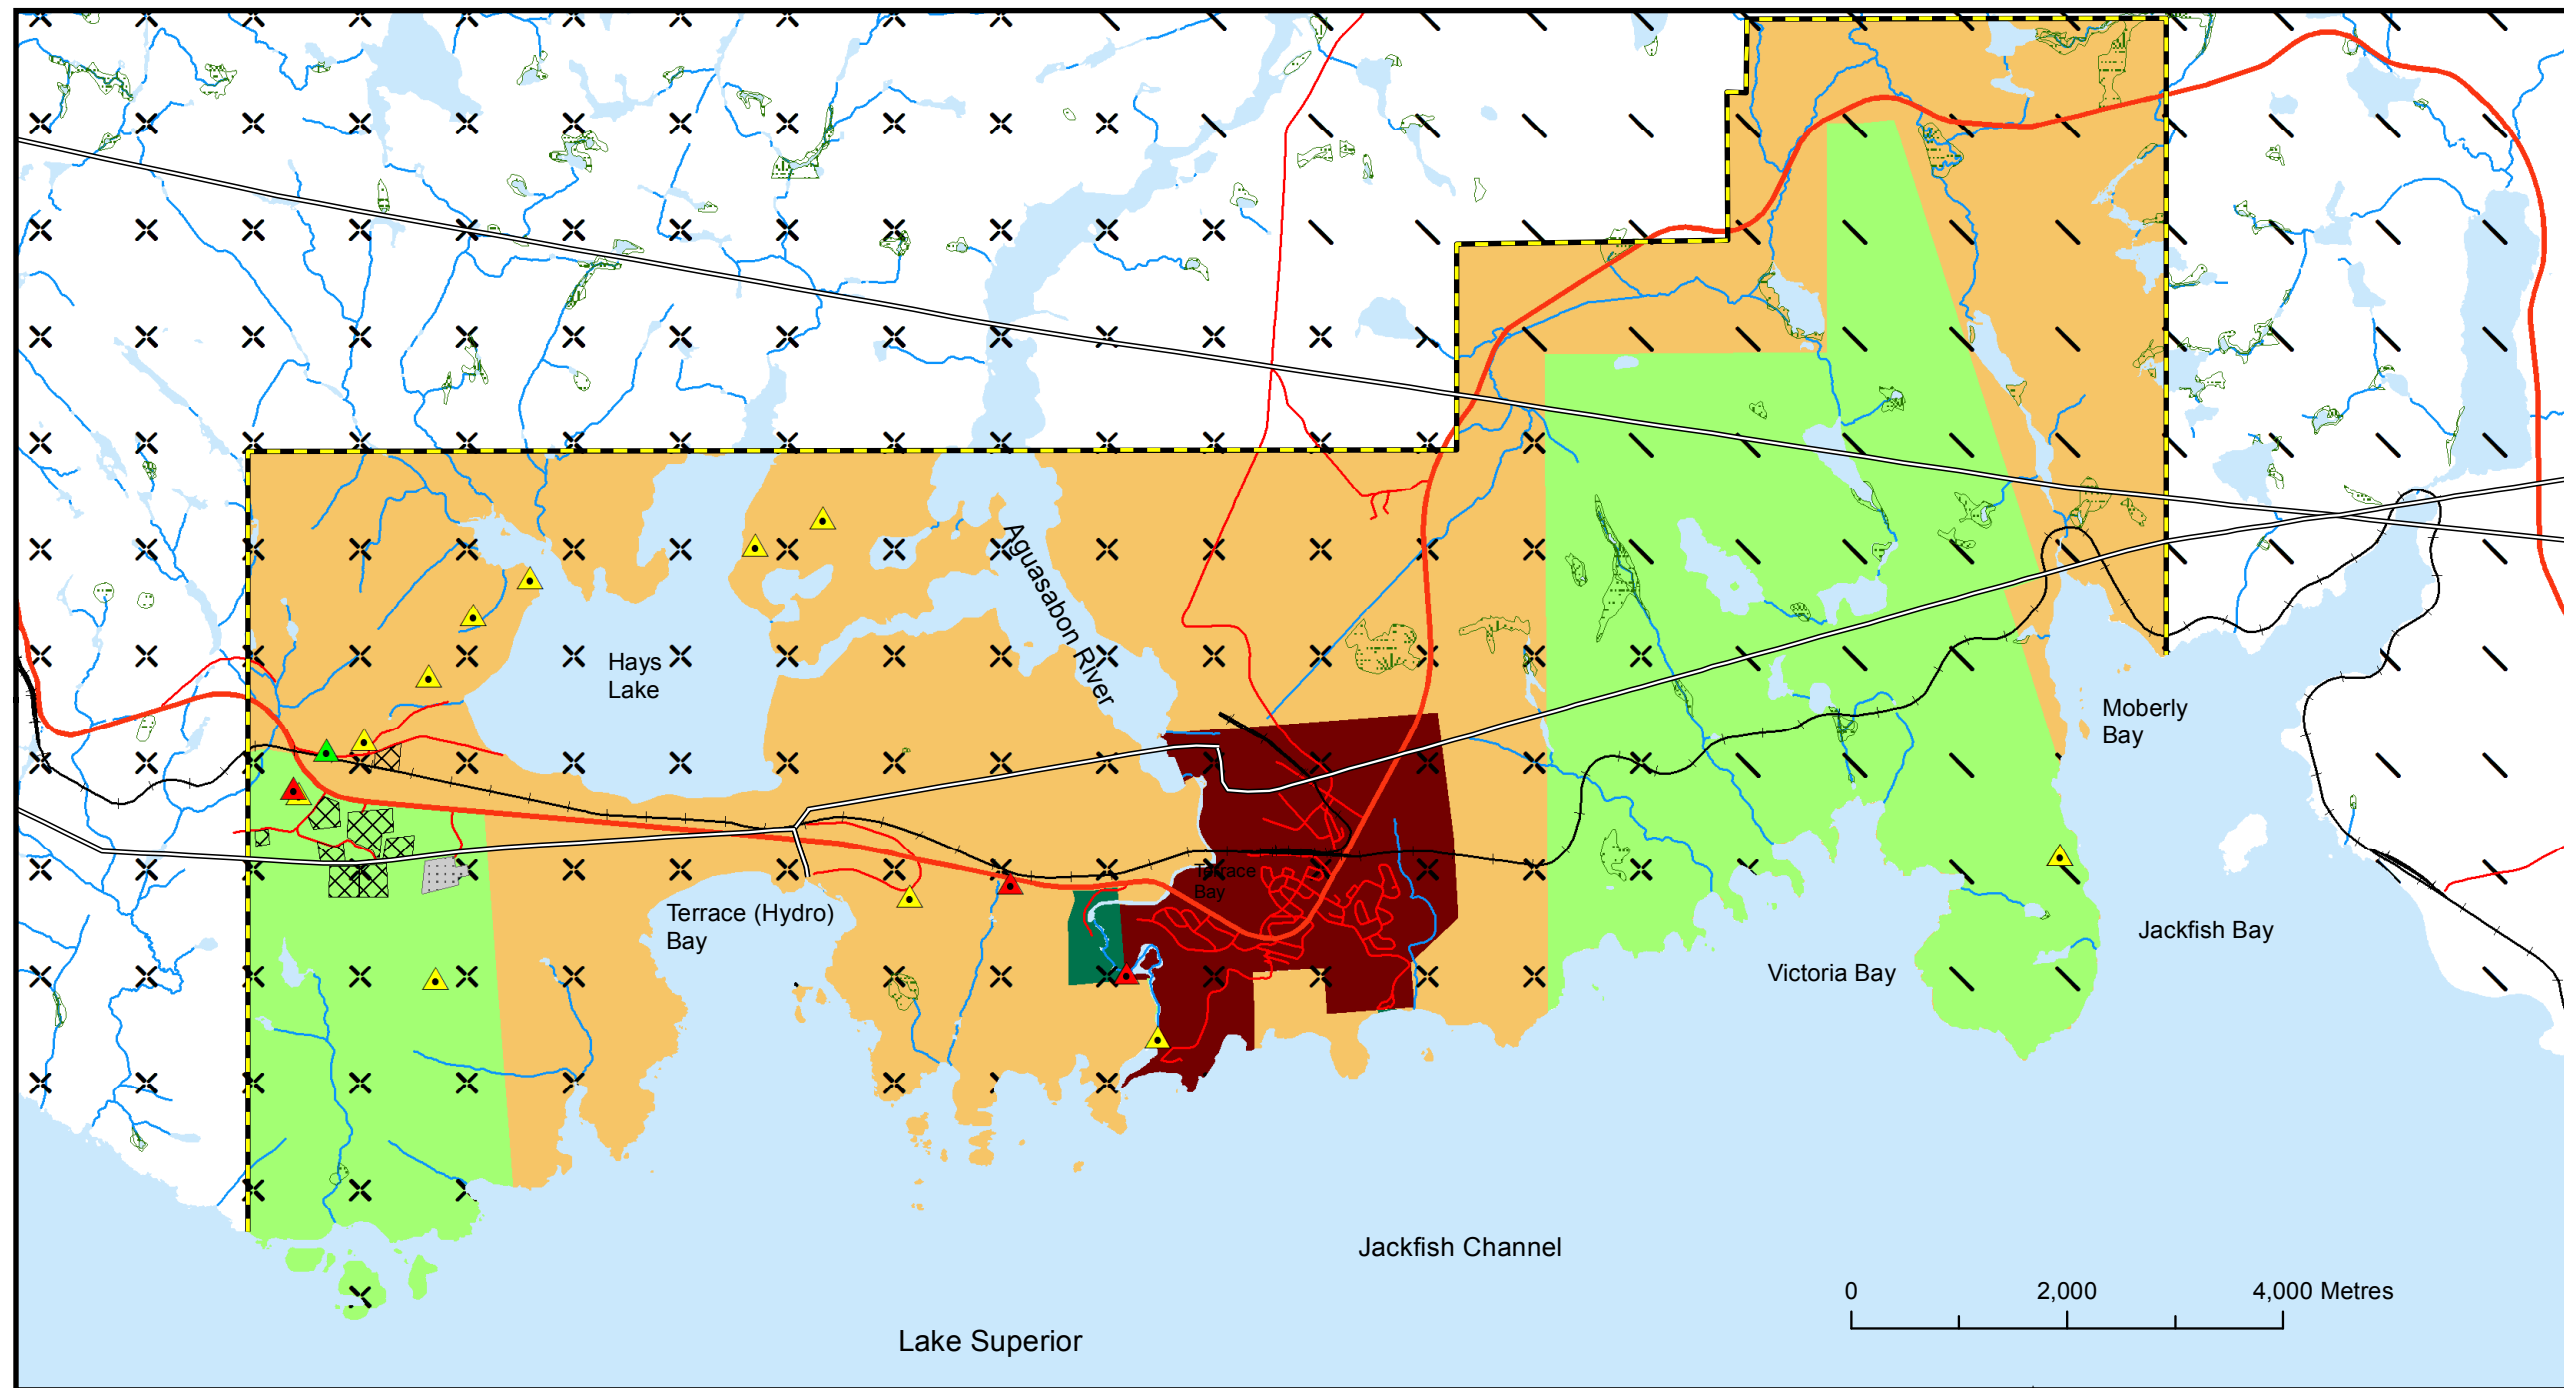 Aguasabon River
Hays
Lake
Moberly
Bay
Terrace
Bay
Terrace (Hydro)
Bay
Jackfish Bay
Victoria Bay
Jackfish Channel
0 2,000 4,000 Metres
Lake Superior